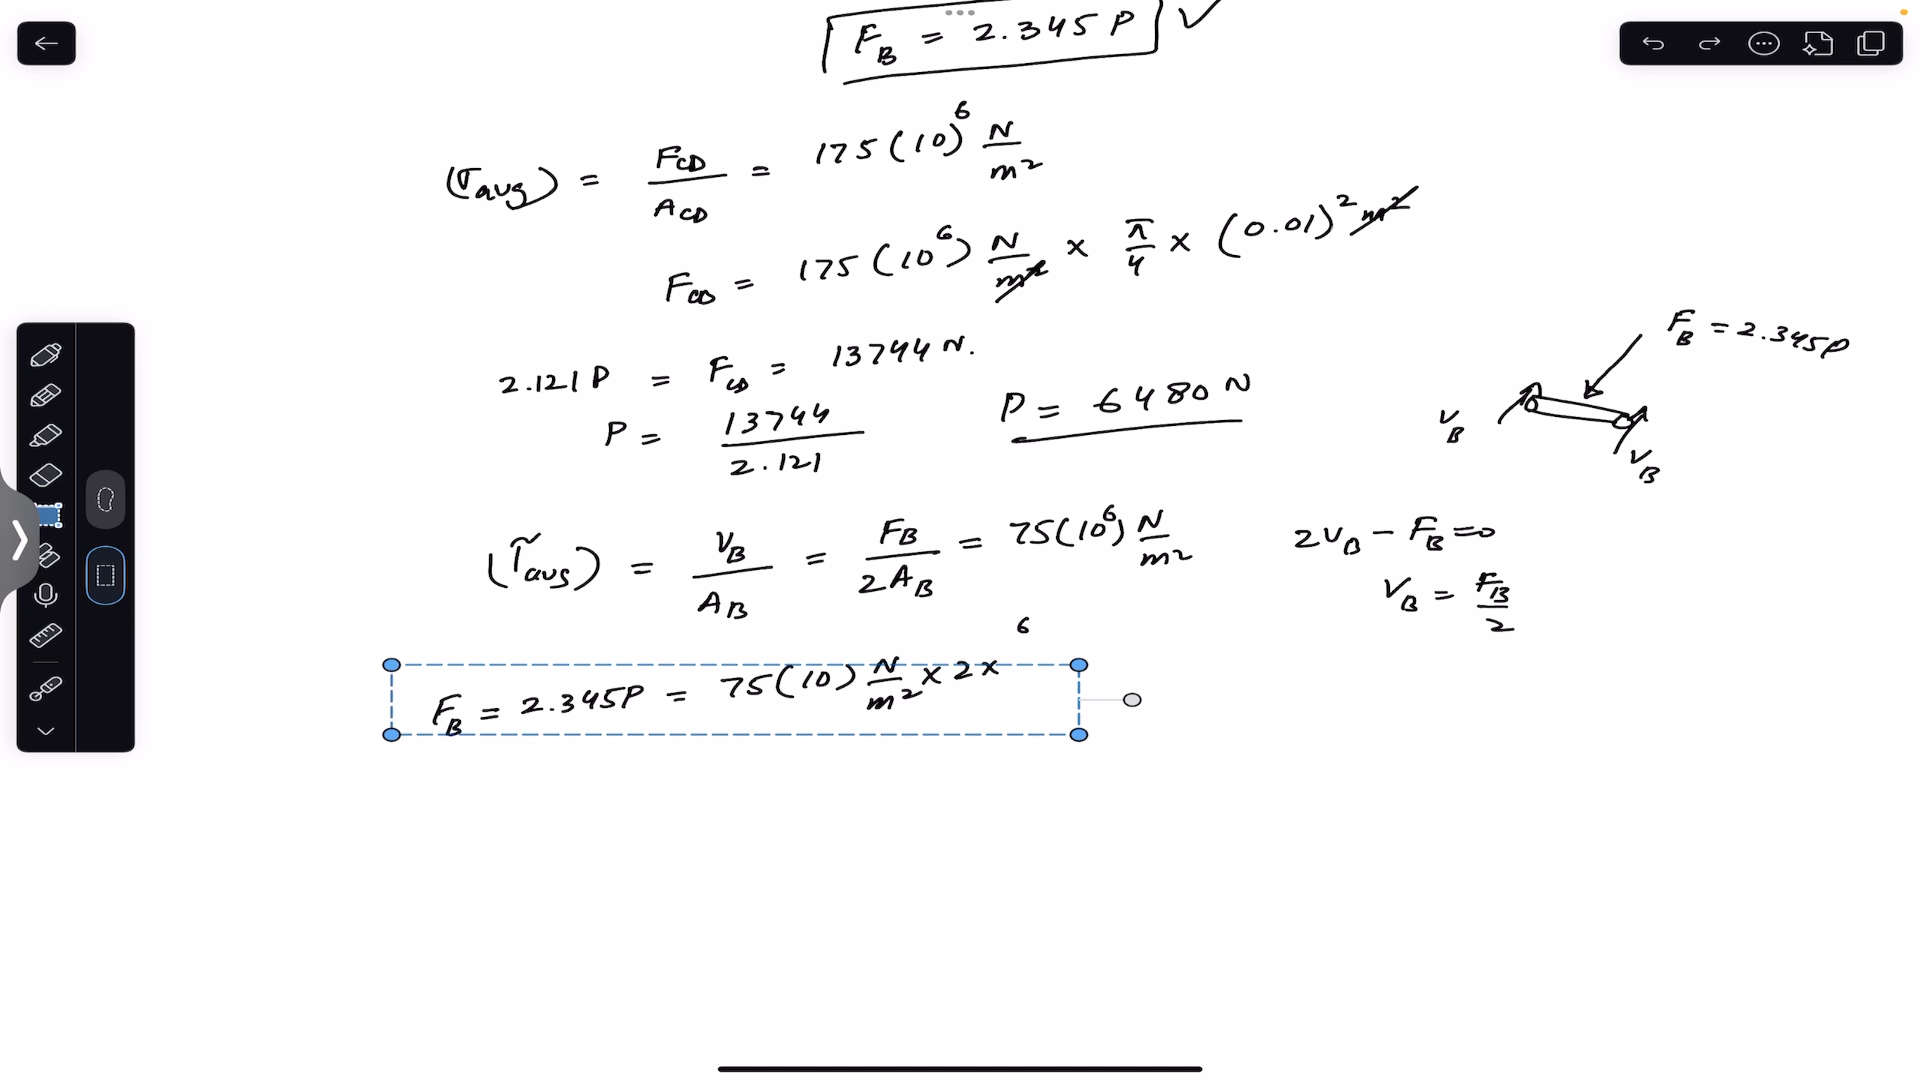 F_B = 2.345 P ✓
(σ_avg) = F_CD / A_CD = 175(10)^6 N/m²
F_CD = 175(10^6) N/m² × π/4 × (0.01)² m²
2.121 P = F_CD = 13744 N.
P = 13744 / 2.121
P = 6480 N
F_B = 2.345P
V_B
V_B
(τ_avg) = V_B / A_B = F_B / 2A_B = 75(10^6) N/m²
2V_B - F_B = 0
V_B = F_B / 2
6
F_B = 2.345P = 75(10) N/m² × 2 ×